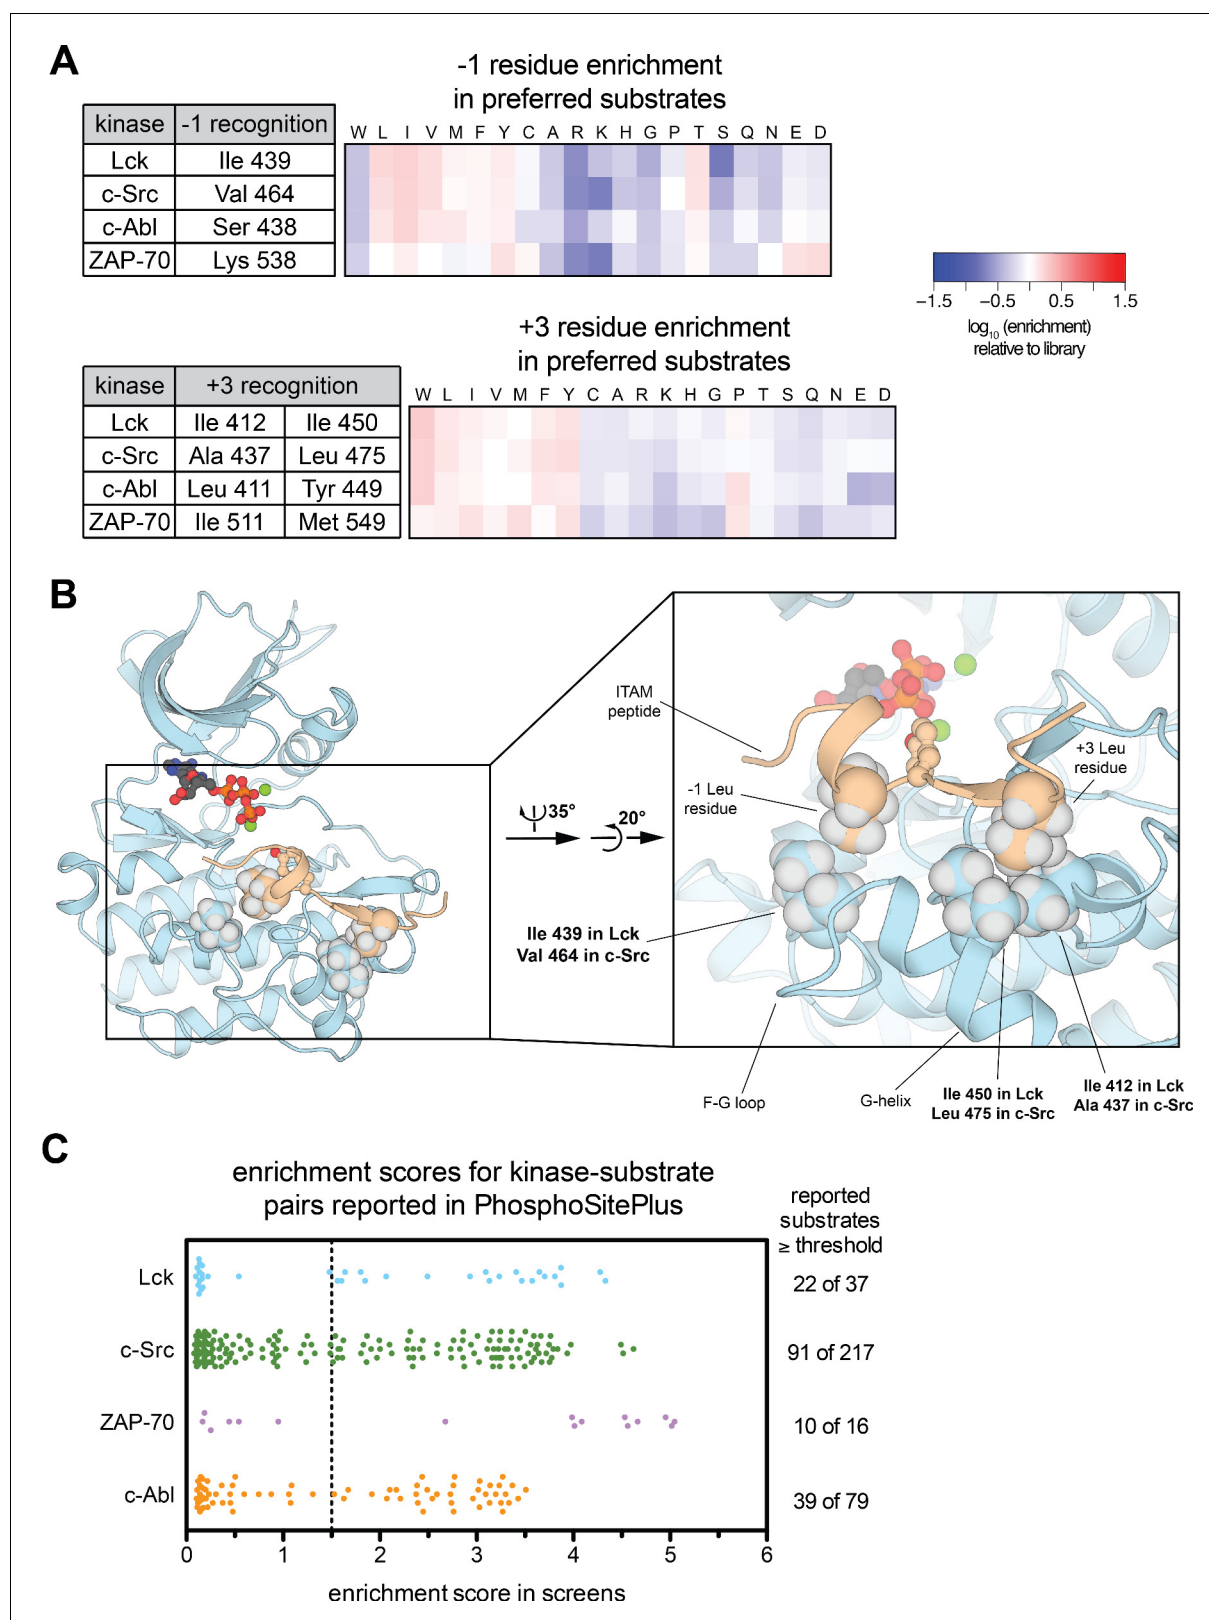 A
-1 residue enrichment
in preferred substrates
kinase -1 recognition W L I V M F Y C A R K H G P T S Q N E D
Lck Ile 439
c-Src Val 464
c-Abl Ser 438
ZAP-70 Lys 538
−1.5 −0.5 0.5 1.5
log10 (enrichment)
relative to library
+3 residue enrichment
in preferred substrates
kinase +3 recognition W L I V M F Y C A R K H G P T S Q N E D
Lck Ile 412 Ile 450
c-Src Ala 437 Leu 475
c-Abl Leu 411 Tyr 449
ZAP-70 Ile 511 Met 549
B
ITAM
peptide
-1 Leu
residue
+3 Leu
residue
35° 20°
Ile 439 in Lck
Val 464 in c-Src
F-G loop
G-helix
Ile 450 in Lck
Leu 475 in c-Src
Ile 412 in Lck
Ala 437 in c-Src
C
enrichment scores for kinase-substrate
pairs reported in PhosphoSitePlus
reported
substrates
≥ threshold
Lck 22 of 37
c-Src 91 of 217
ZAP-70 10 of 16
c-Abl 39 of 79
0 1 2 3 4 5 6
enrichment score in screens